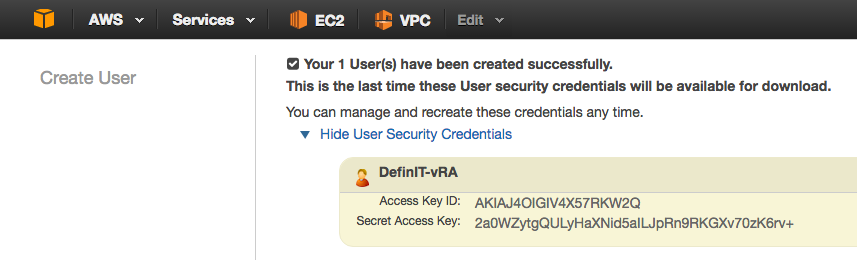 AWS Services EC2 VPC Edit
Create User
Your 1 User(s) have been created successfully.
This is the last time these User security credentials will be available for download.
You can manage and recreate these credentials any time.
Hide User Security Credentials
DefinIT-vRA
Access Key ID: AKIAJ4OIGIV4X57RKW2Q
Secret Access Key: 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